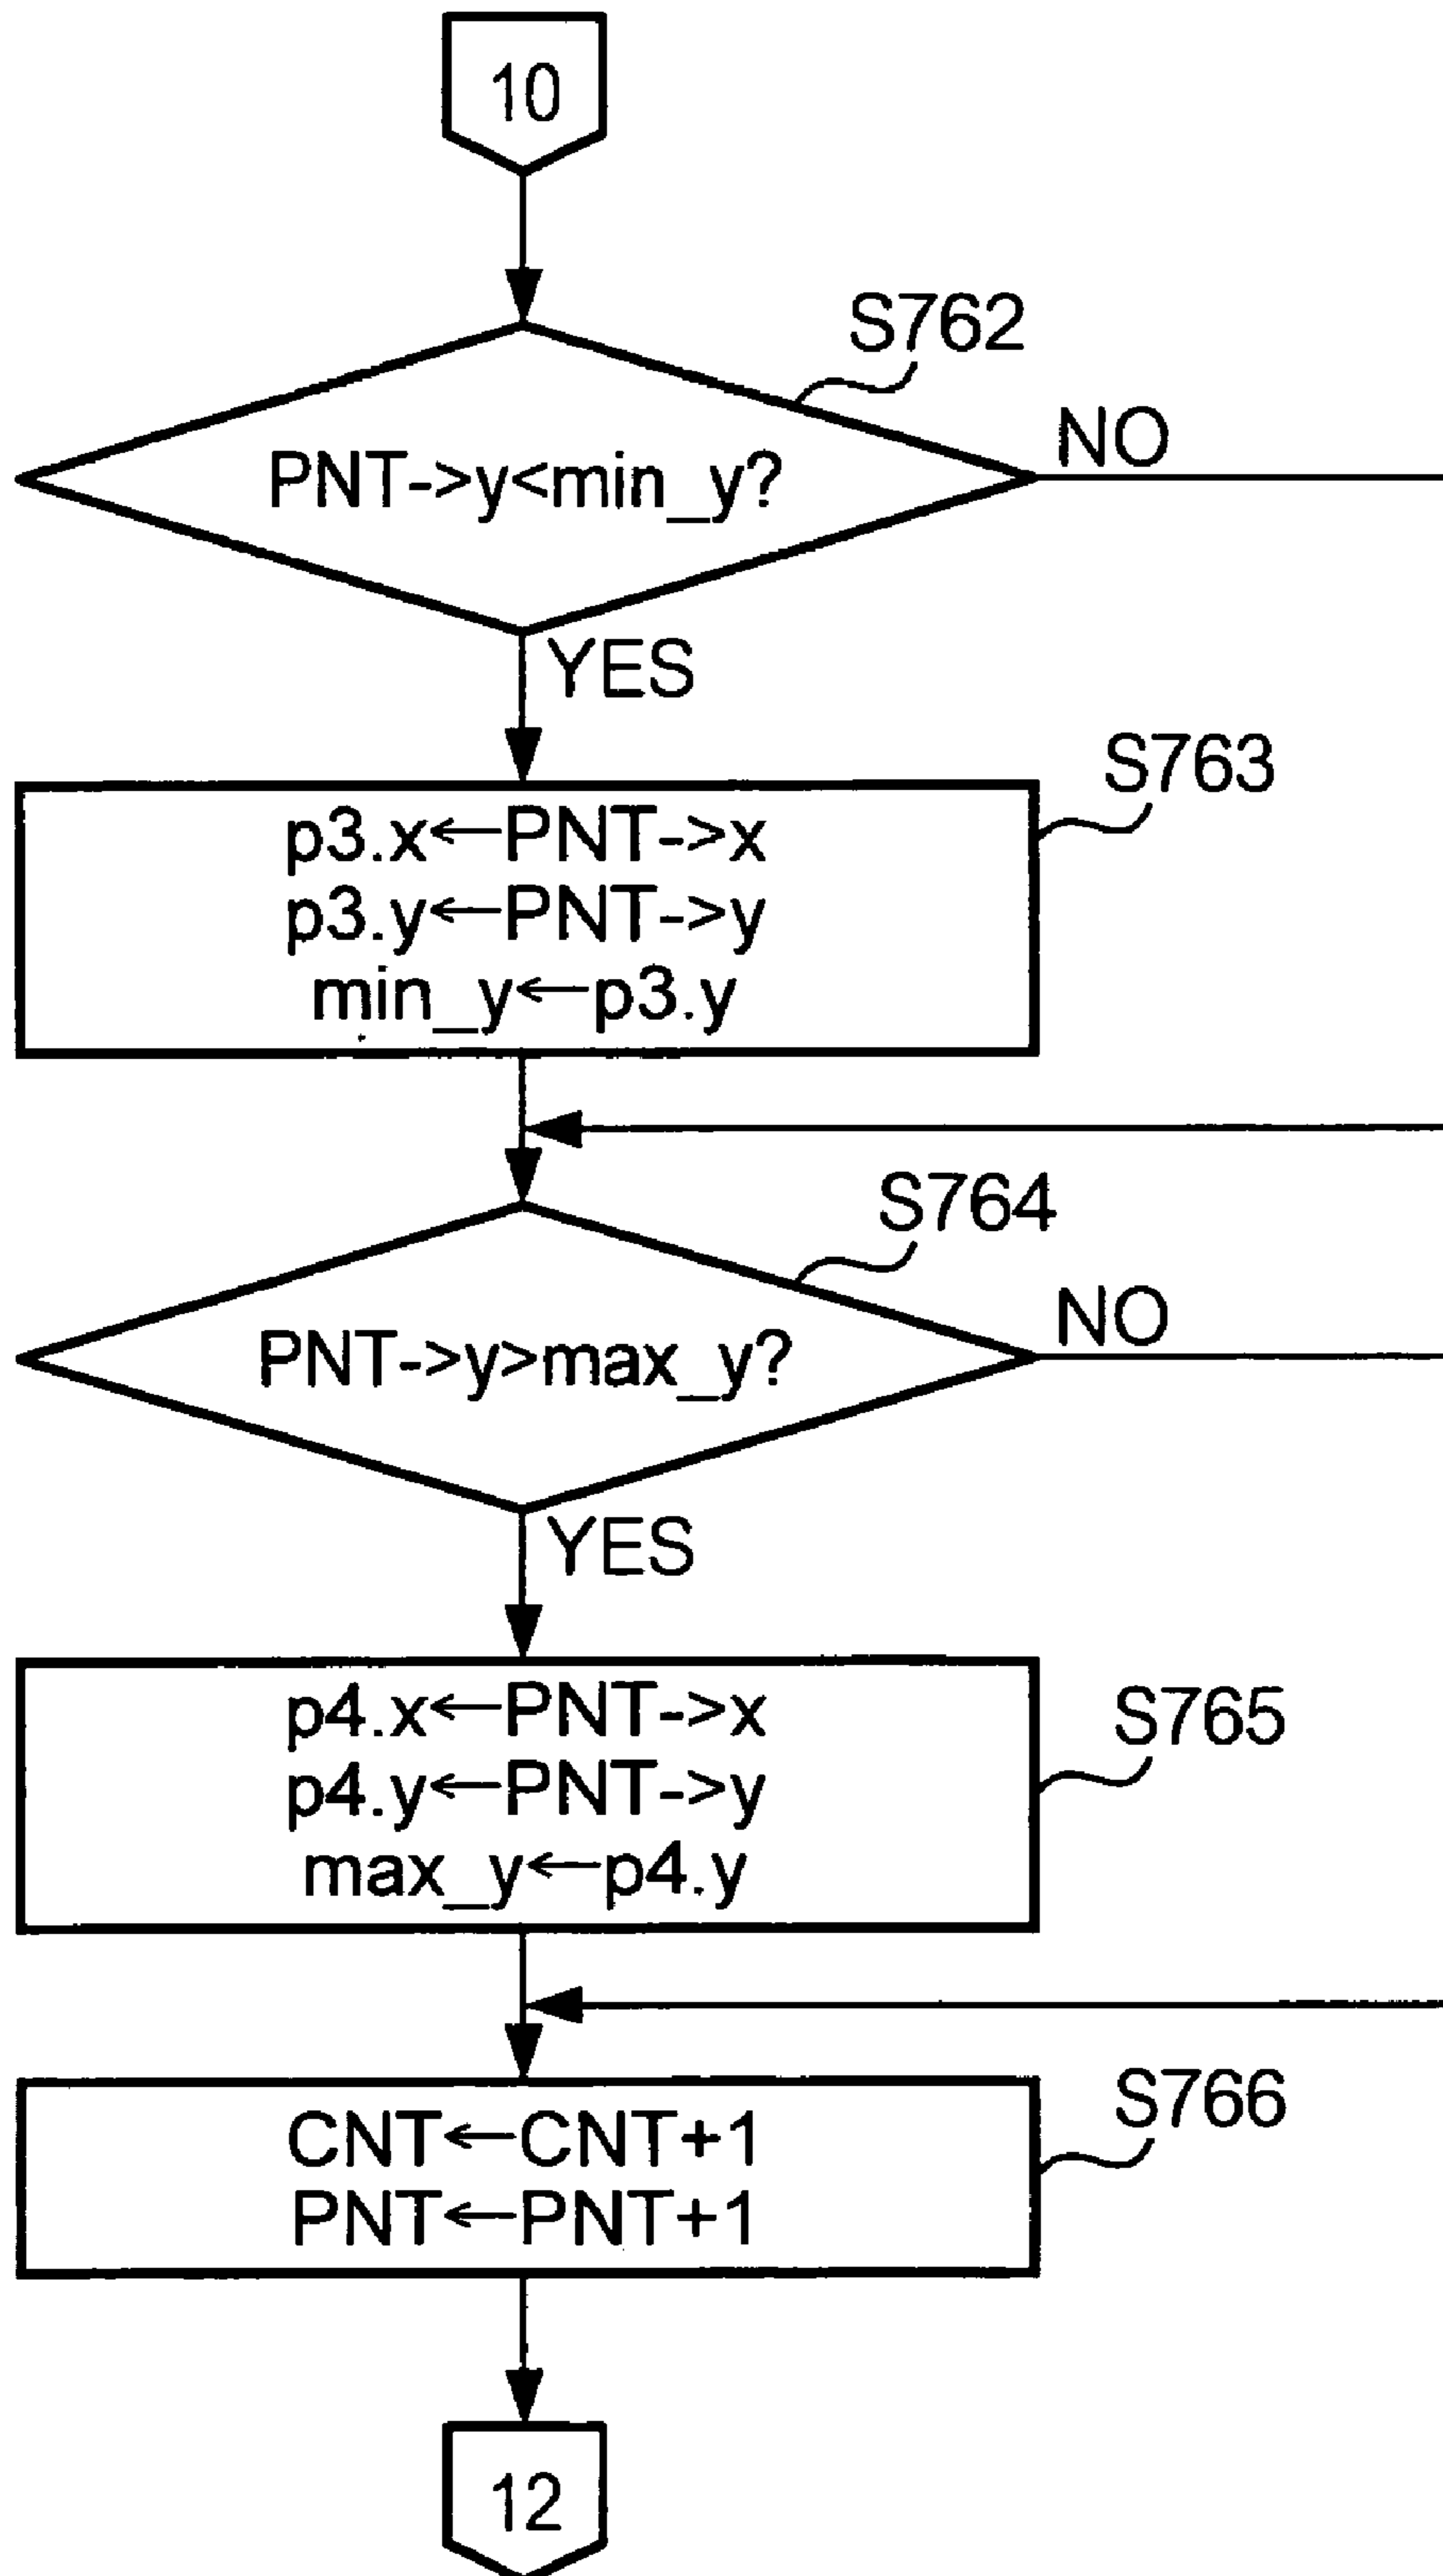 10
S762
PNT->y<min_y?
NO
YES
S763
p3.x←PNT->x
p3.y←PNT->y
min_y←p3.y
S764
PNT->y>max_y?
NO
YES
p4.x←PNT->x
S765
p4.y←PNT->y
max_y←p4.y
S766
CNT←CNT+1
PNT←PNT+1
12